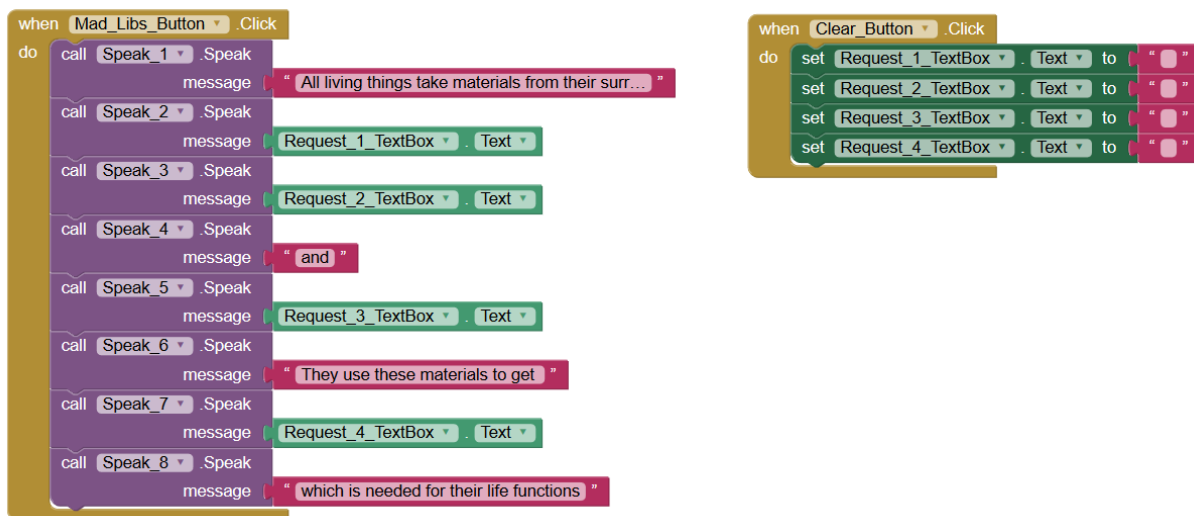 when Mad_Libs_Button .Click
do call Speak_1 .Speak
message " All living things take materials from their surr… "
call Speak_2 .Speak
message Request_1_TextBox . Text
call Speak_3 .Speak
message Request_2_TextBox . Text
call Speak_4 .Speak
message " and "
call Speak_5 .Speak
message Request_3_TextBox . Text
call Speak_6 .Speak
message " They use these materials to get "
call Speak_7 .Speak
message Request_4_TextBox . Text
call Speak_8 .Speak
message " which is needed for their life functions "
when Clear_Button .Click
do set Request_1_TextBox . Text to " "
set Request_2_TextBox . Text to " "
set Request_3_TextBox . Text to " "
set Request_4_TextBox . Text to " "